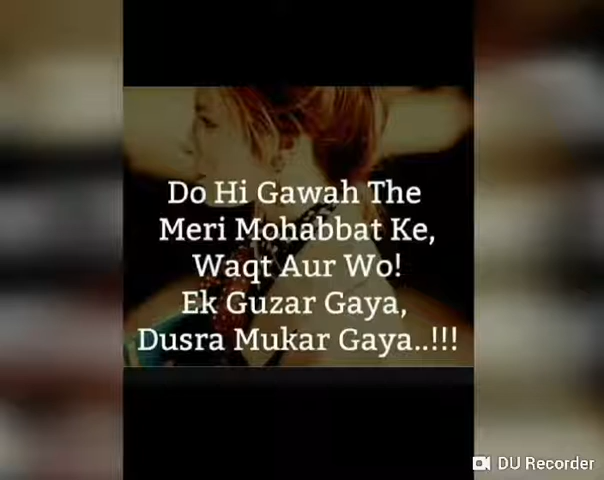 Do Hi Gawah The
Meri Mohabbat Ke,
Waqt Aur Wo!
Ek Guzar Gaya,
Dusra Mukar Gaya..!!!
DU Recorder